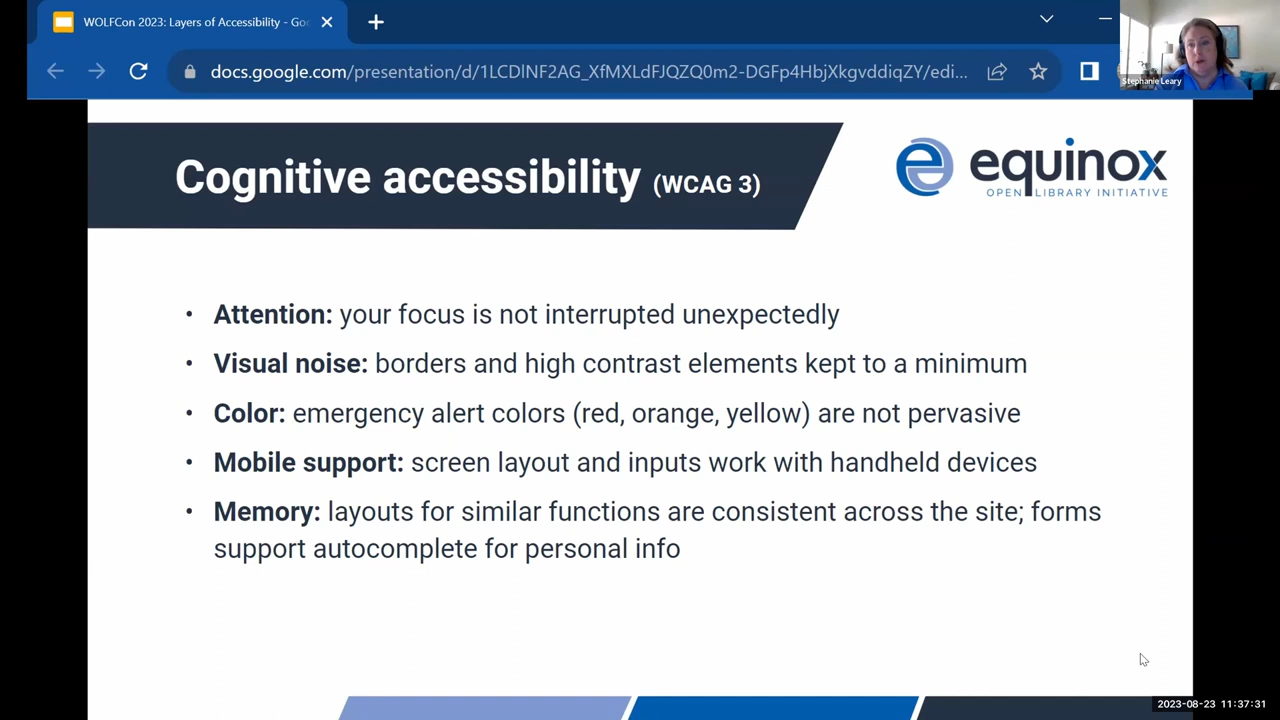 WOLFCon 2023: Layers of Accessibility - Goo
docs.google.com/presentation/d/1LCDlNF2AG_XfMXLdFJQZQ0m2-DGFp4HbjXkgvddiqZY/edi...
Stephanie Leary
Cognitive accessibility (WCAG 3)
equinox
OPEN LIBRARY INITIATIVE
• Attention: your focus is not interrupted unexpectedly
• Visual noise: borders and high contrast elements kept to a minimum
• Color: emergency alert colors (red, orange, yellow) are not pervasive
• Mobile support: screen layout and inputs work with handheld devices
• Memory: layouts for similar functions are consistent across the site; forms
support autocomplete for personal info
2023-08-23 11:37:31